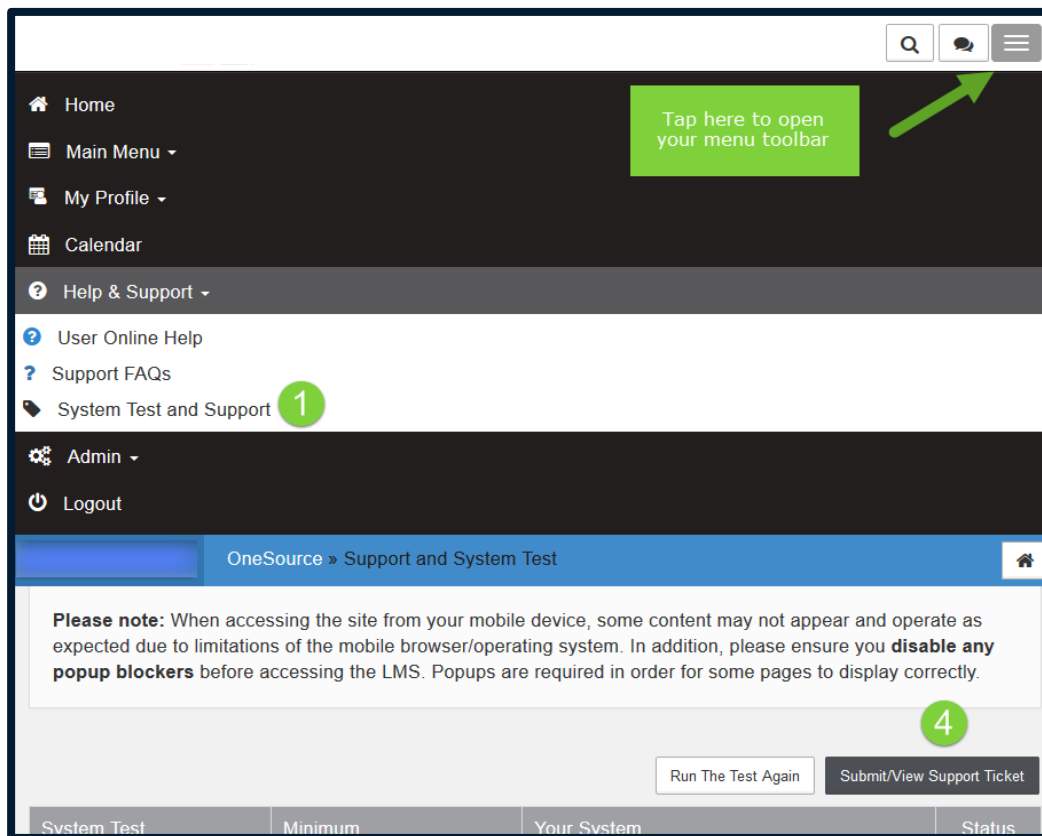 Home
Tap here to open
your menu toolbar
Main Menu
My Profile
Calendar
? Help & Support
? User Online Help
? Support FAQs
System Test and Support 1
Admin
Logout
OneSource » Support and System Test
Please note: When accessing the site from your mobile device, some content may not appear and operate as
expected due to limitations of the mobile browser/operating system. In addition, please ensure you disable any
popup blockers before accessing the LMS. Popups are required in order for some pages to display correctly.
4
Run The Test Again Submit/View Support Ticket
System Test Minimum Your System Status